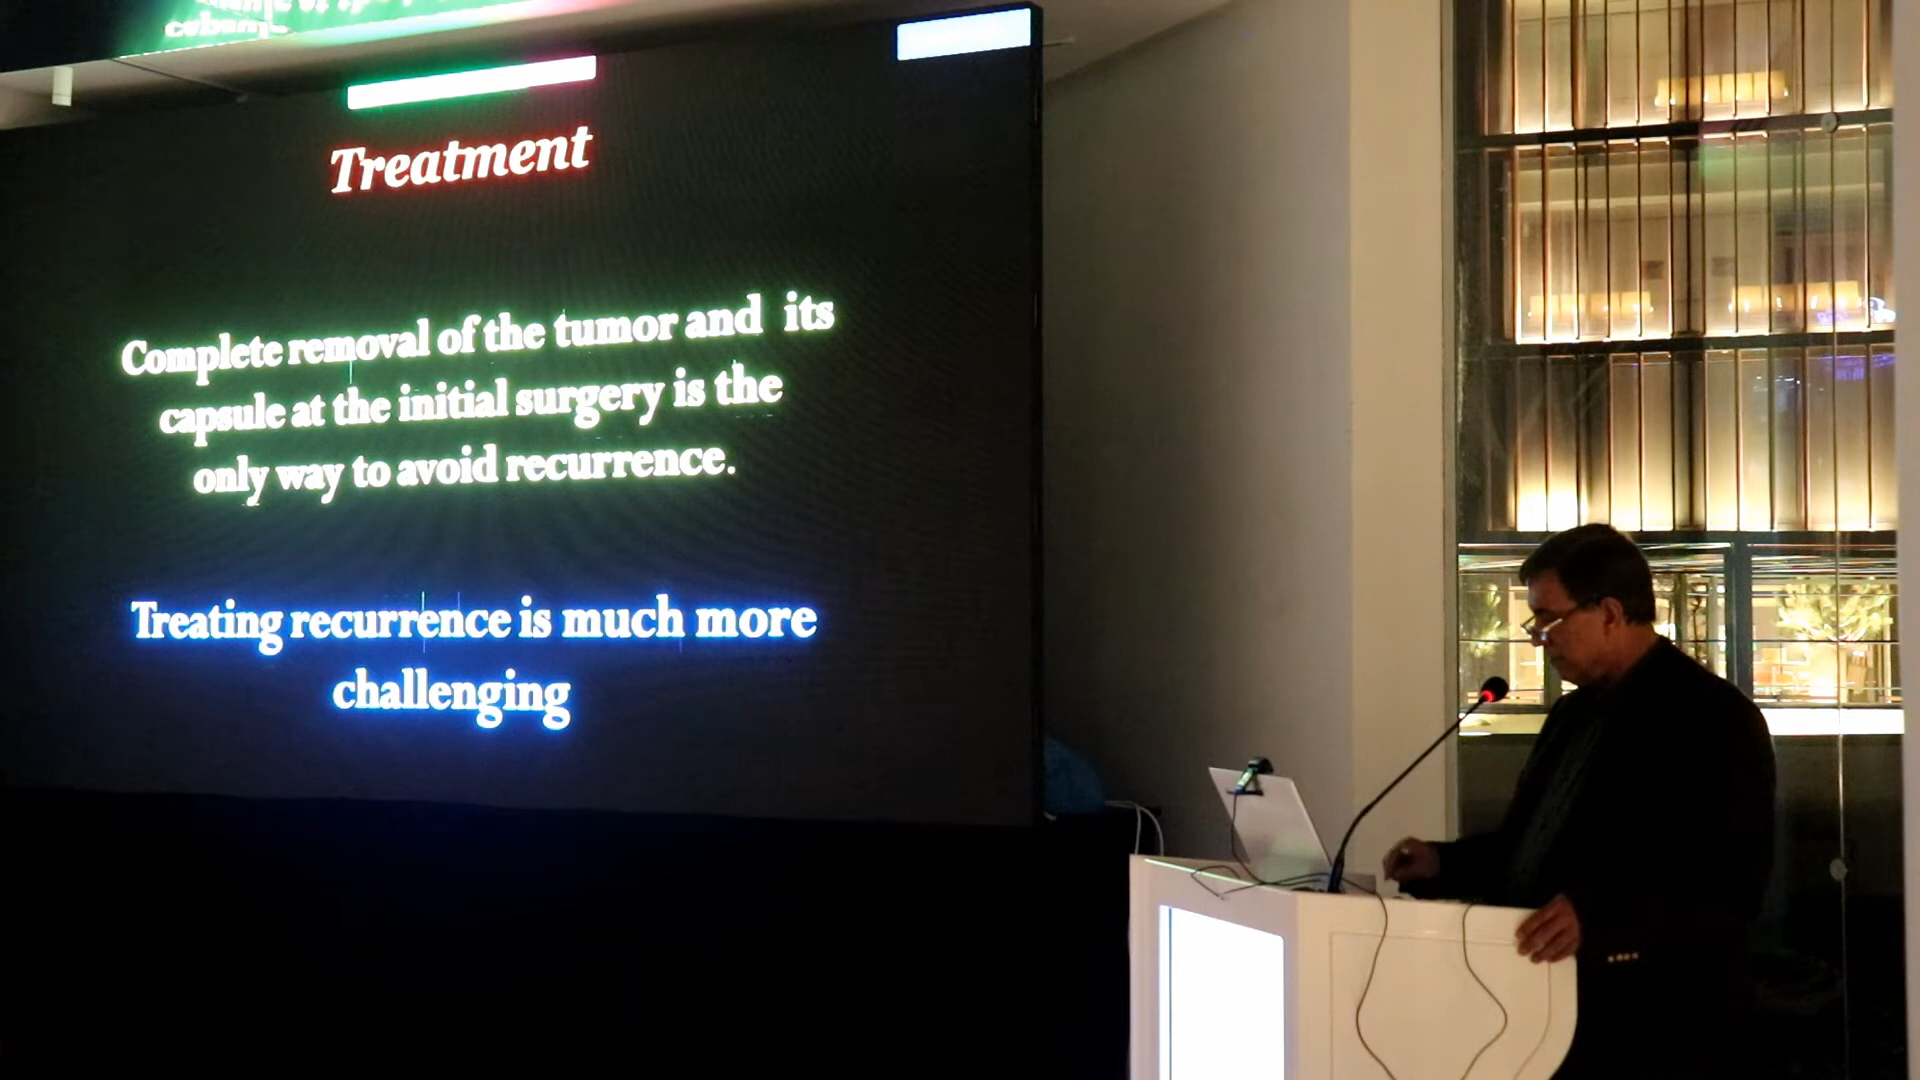 Treatment
Complete removal of the tumor and its
capsule at the initial surgery is the
only way to avoid recurrence.
Treating recurrence is much more
challenging